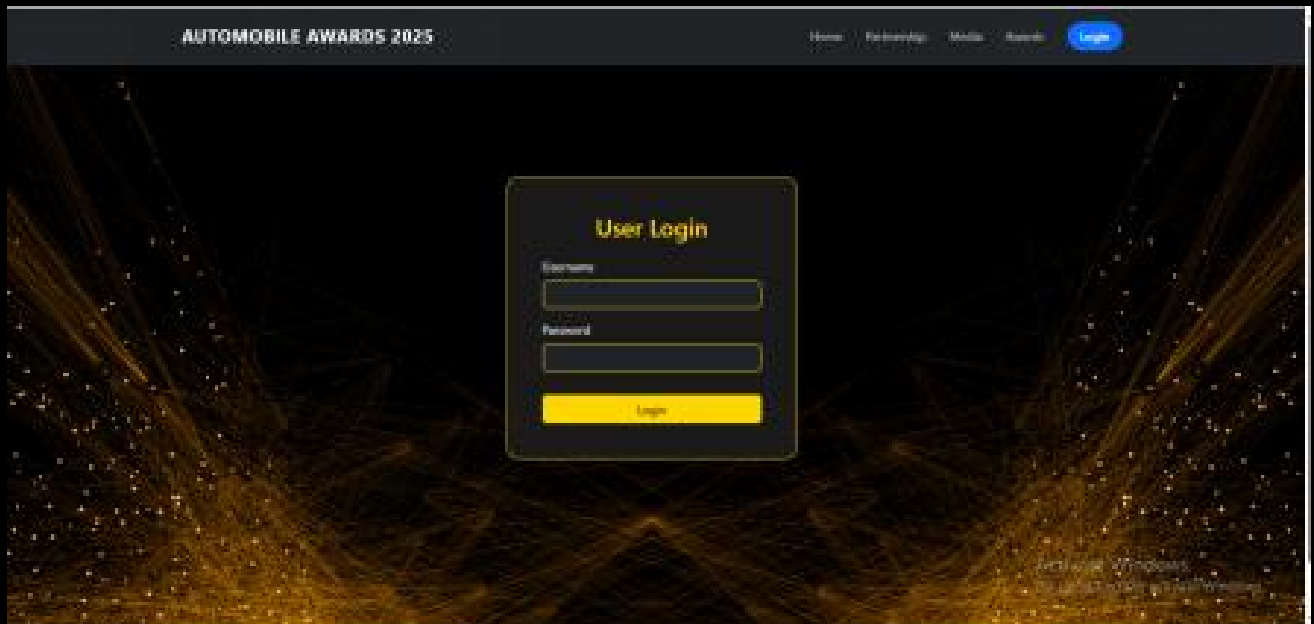 AUTOMOBILE AWARDS 2025
Home Partnership Media Awards Login
User Login
Username
Password
Login
Activate Windows